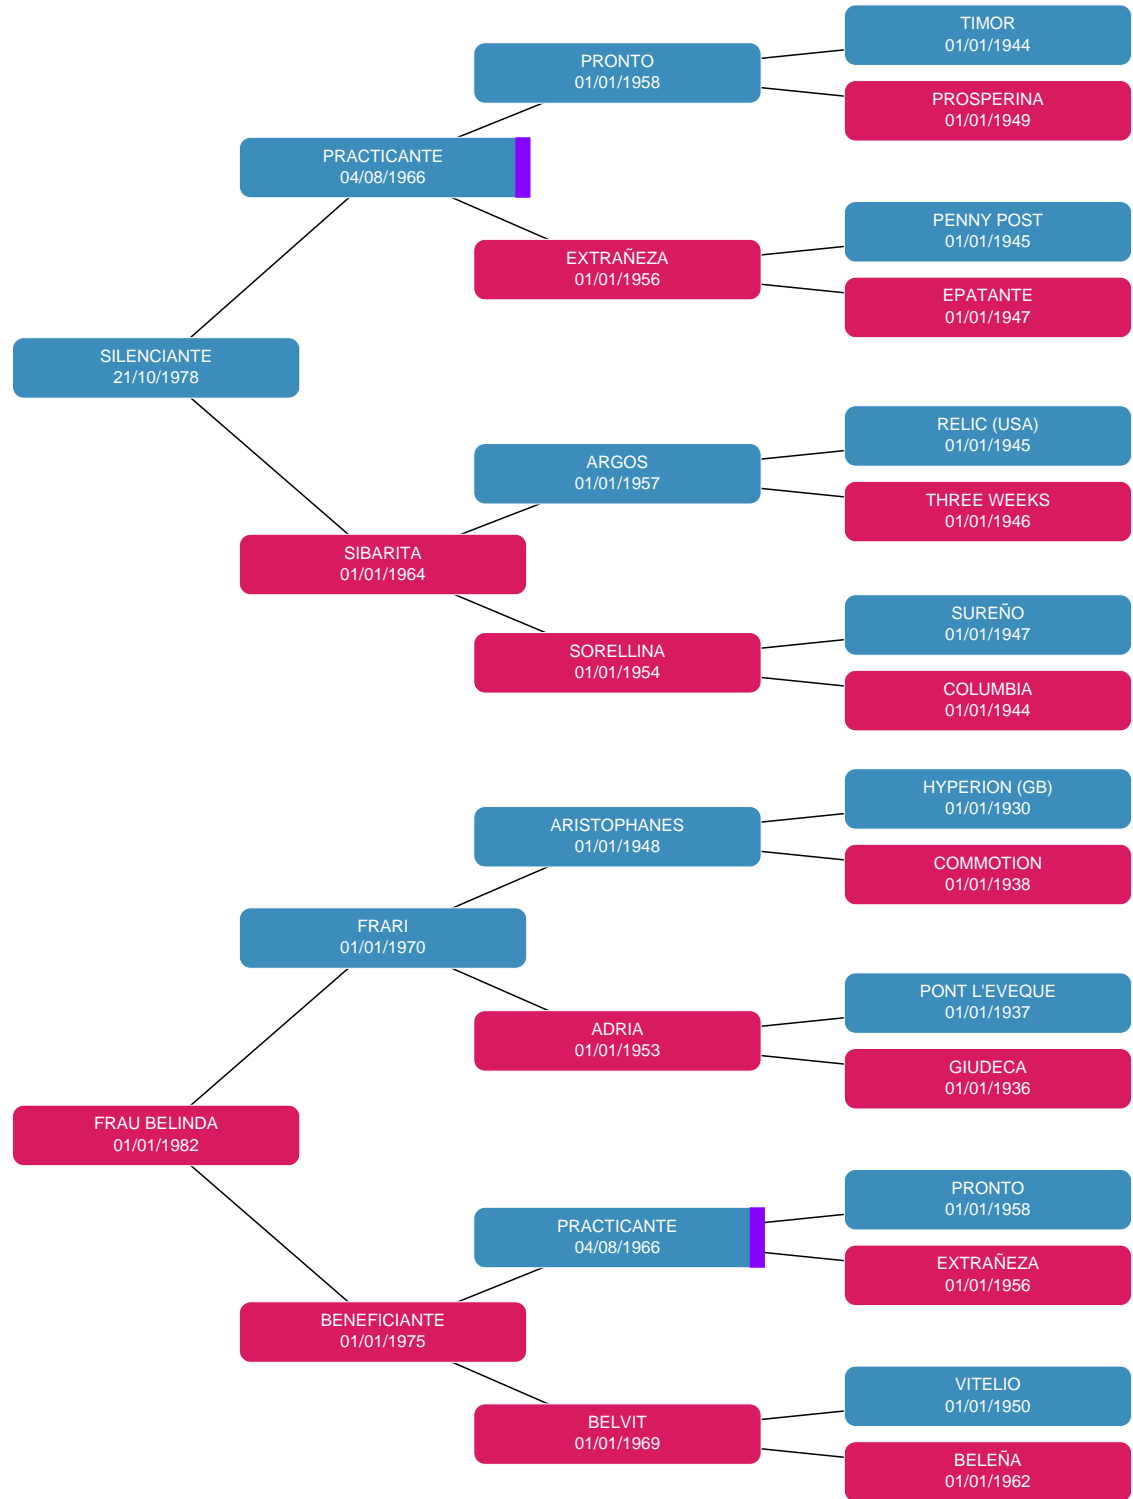 TIMOR
01/01/1944
PRONTO
01/01/1958
PROSPERINA
01/01/1949
PRACTICANTE
04/08/1966
PENNY POST
01/01/1945
EXTRAÑEZA
01/01/1956
EPATANTE
01/01/1947
SILENCIANTE
21/10/1978
RELIC (USA)
01/01/1945
ARGOS
01/01/1957
THREE WEEKS
01/01/1946
SIBARITA
01/01/1964
SUREÑO
01/01/1947
SORELLINA
01/01/1954
COLUMBIA
01/01/1944
HYPERION (GB)
01/01/1930
ARISTOPHANES
01/01/1948
COMMOTION
01/01/1938
FRARI
01/01/1970
PONT L'EVEQUE
01/01/1937
ADRIA
01/01/1953
GIUDECA
01/01/1936
FRAU BELINDA
01/01/1982
PRONTO
01/01/1958
PRACTICANTE
04/08/1966
EXTRAÑEZA
01/01/1956
BENEFICIANTE
01/01/1975
VITELIO
01/01/1950
BELVIT
01/01/1969
BELEÑA
01/01/1962